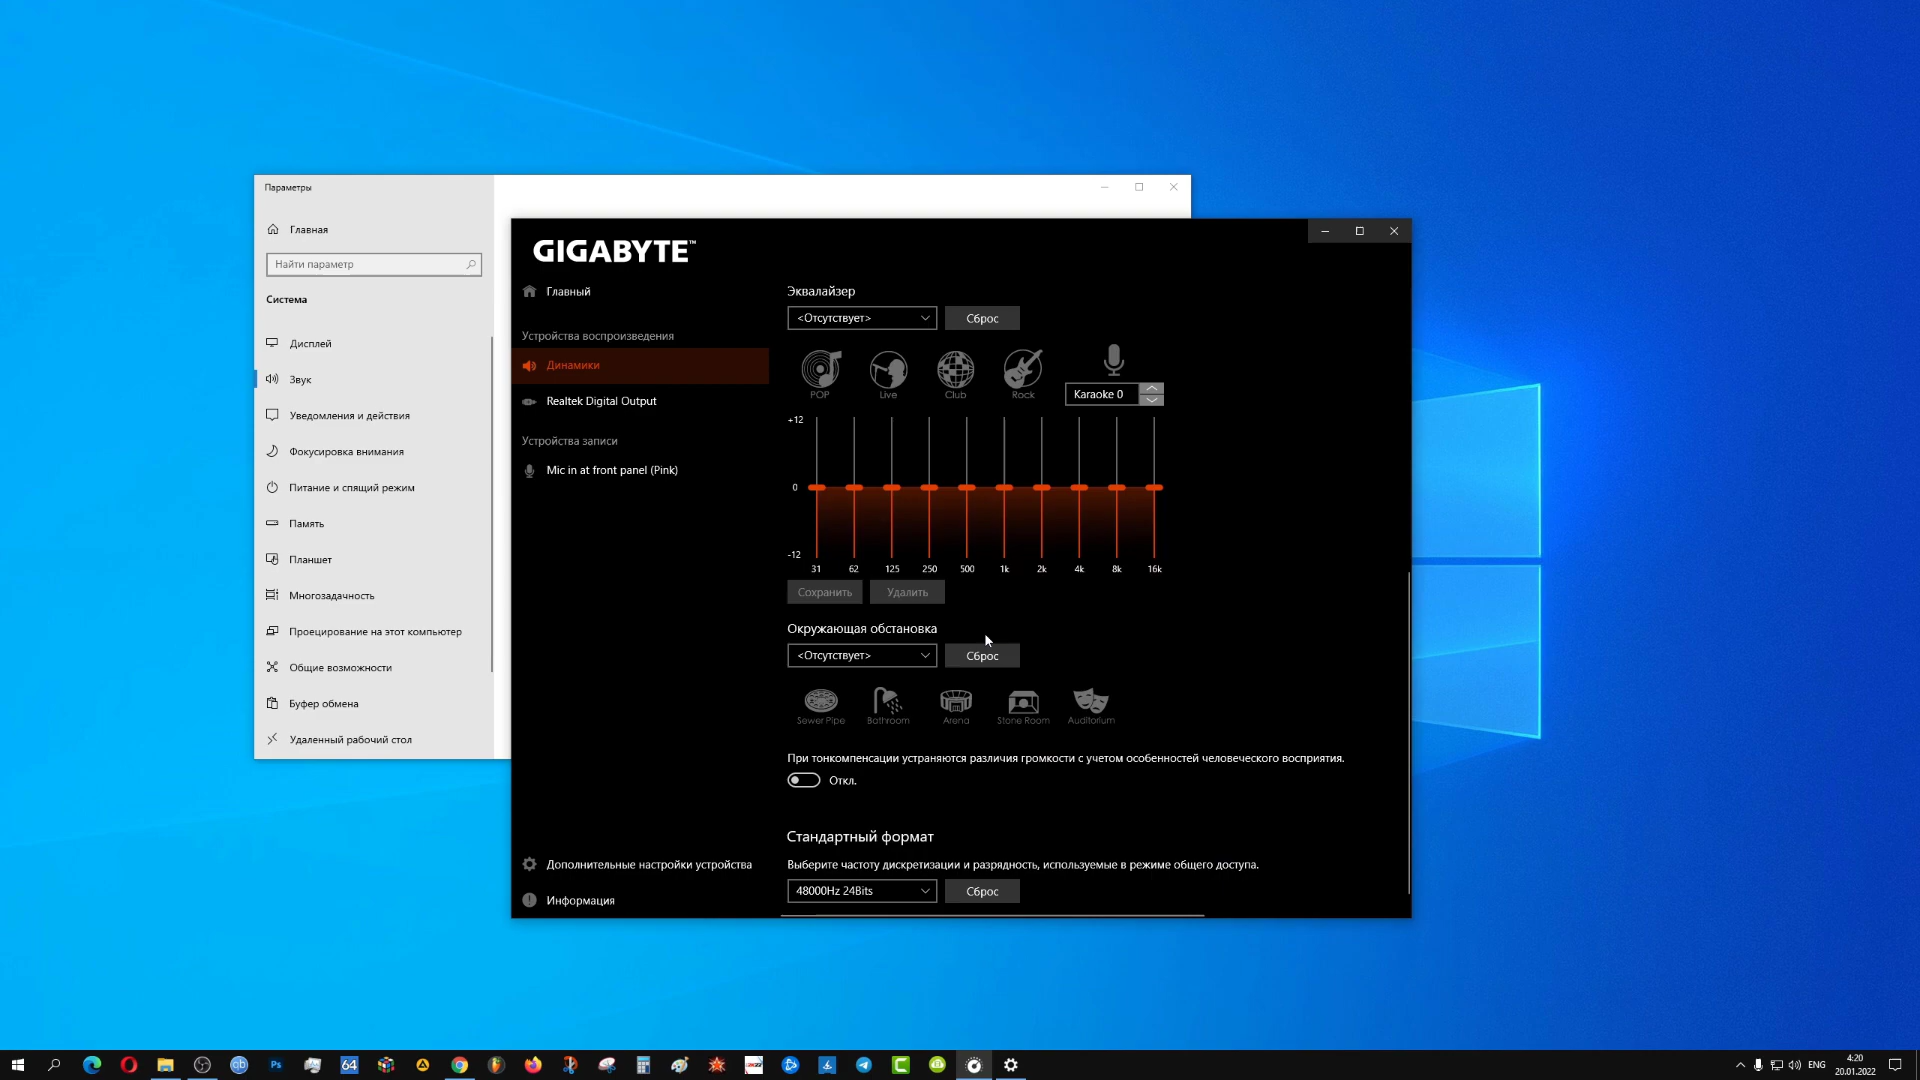 Параметры
Главная
Найти параметр
Система
Дисплей
Звук
Уведомления и действия
Фокусировка внимания
Питание и спящий режим
Память
Планшет
Многозадачность
Проецирование на этот компьютер
Общие возможности
Буфер обмена
Удаленный рабочий стол
GIGABYTE™
Главный
Устройства воспроизведения
Динамики
Realtek Digital Output
Устройства записи
Mic in at front panel (Pink)
Дополнительные настройки устройства
Информация
Эквалайзер
<Отсутствует>
Сброс
POP
Live
Club
Rock
Karaoke 0
+12
0
-12
31 62 125 250 500 1k 2k 4k 8k 16k
Сохранить
Удалить
Окружающая обстановка
<Отсутствует>
Сброс
Sewer Pipe
Bathroom
Arena
Stone Room
Auditorium
При тонкомпенсации устраняются различия громкости с учетом особенностей человеческого восприятия.
Откл.
Стандартный формат
Выберите частоту дискретизации и разрядность, используемые в режиме общего доступа.
48000Hz 24Bits
Сброс
qb
Ps
64
ENG
4:20
20.01.2022